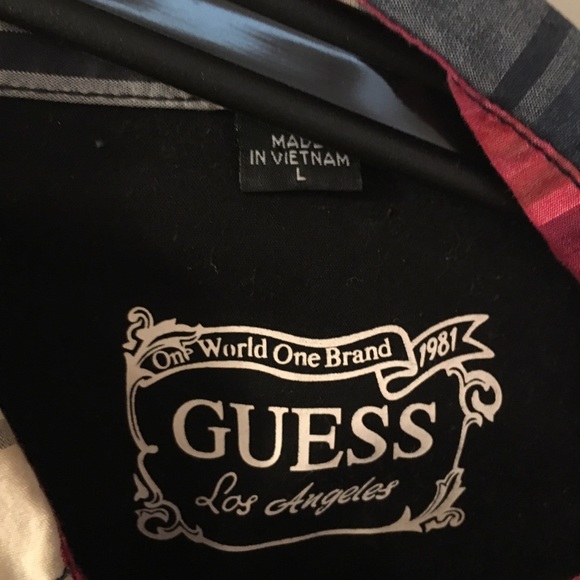 MADE
IN VIETNAM
L
One World One Brand 1981
GUESS
Los Angeles